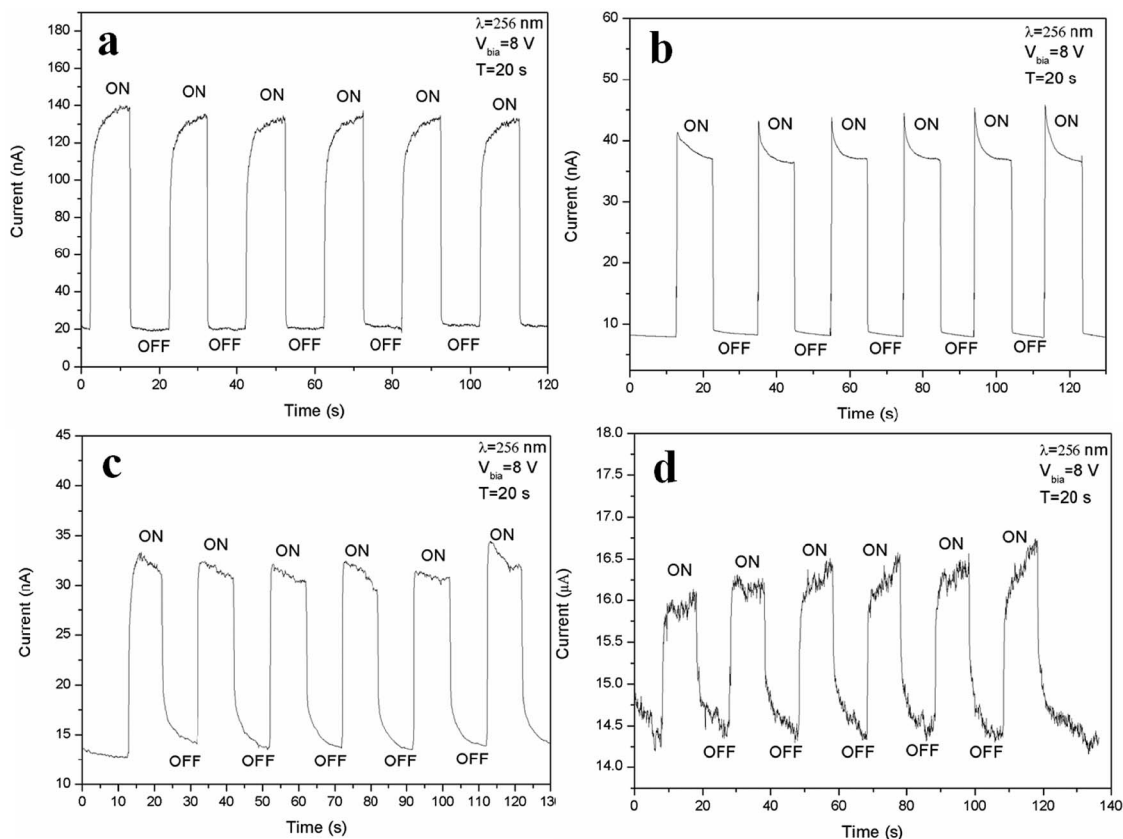 a
λ=256 nm
Vbia=8 V
T=20 s
ON ON ON ON ON ON
OFF OFF OFF OFF OFF
180
160
140
120
100
80
60
40
20
0
0 20 40 60 80 100 120
Current (nA)
Time (s)
b
λ=256 nm
Vbia=8 V
T=20 s
ON ON ON ON ON ON
OFF OFF OFF OFF OFF
60
50
40
30
20
10
0 20 40 60 80 100 120
Current (nA)
Time (s)
c
λ=256 nm
Vbia=8 V
T=20 s
ON ON ON ON ON ON
OFF OFF OFF OFF OFF
45
40
35
30
25
20
15
10
0 10 20 30 40 50 60 70 80 90 100 110 120 130
Current (nA)
Time (s)
d
λ=256 nm
Vbia=8 V
T=20 s
ON ON ON ON ON ON
OFF OFF OFF OFF OFF
18.0
17.5
17.0
16.5
16.0
15.5
15.0
14.5
14.0
0 20 40 60 80 100 120 140
Current (μA)
Time (s)